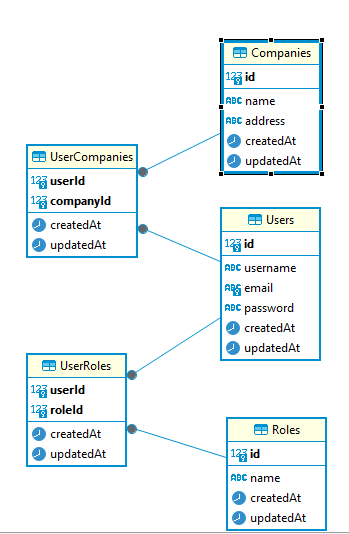 Companies
123 id
ABC name
ABC address
createdAt
updatedAt
UserCompanies
123 userId
123 companyId
createdAt
updatedAt
Users
123 id
ABC username
ABC email
ABC password
createdAt
updatedAt
UserRoles
123 userId
123 roleId
createdAt
updatedAt
Roles
123 id
ABC name
createdAt
updatedAt